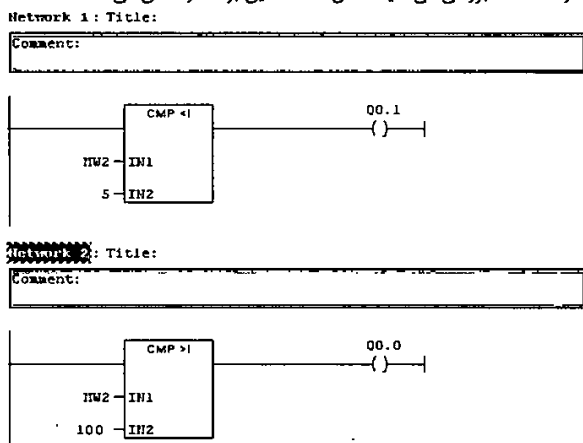 Network 1: Title:
Comment:
CMP <I
Q0.1
( )
MW2 IN1
5 IN2
Network 2: Title:
Comment:
CMP >I
Q0.0
( )
MW2 IN1
100 IN2